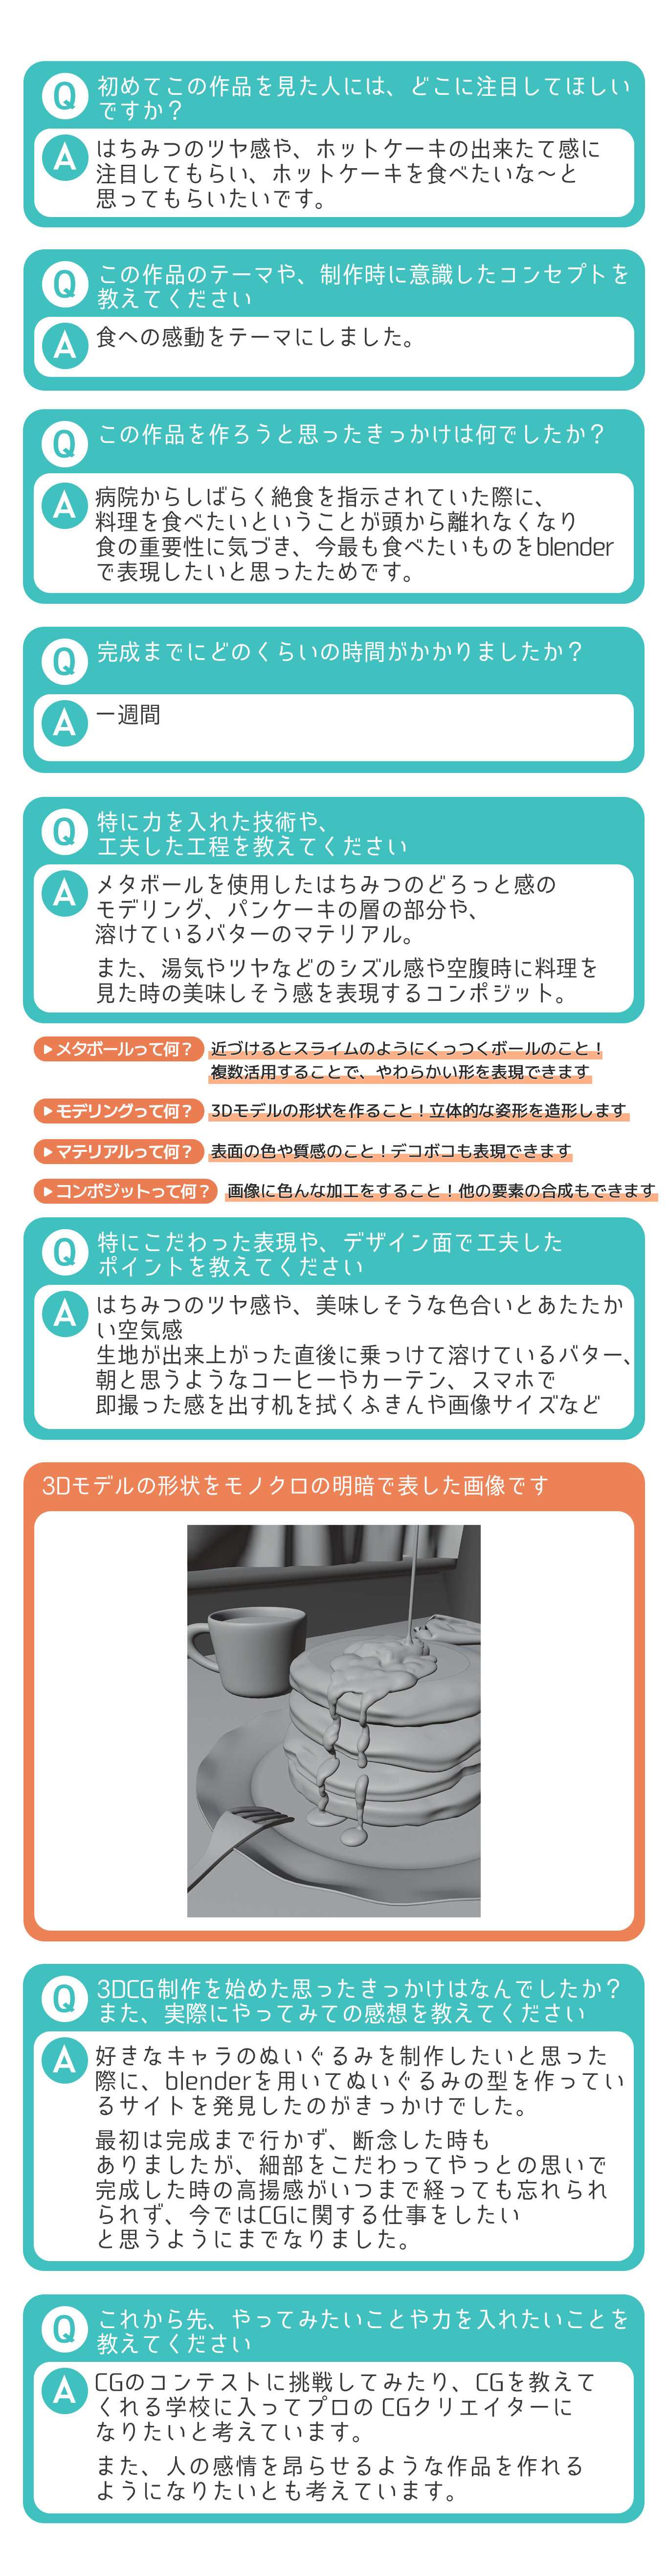 Q
初めてこの作品を見た人には、どこに注目してほしい
ですか？
A
はちみつのツヤ感や、ホットケーキの出来たて感に
注目してもらい、ホットケーキを食べたいな〜と
思ってもらいたいです。
Q
この作品のテーマや、制作時に意識したコンセプトを
教えてください
A
食への感動をテーマにしました。
Q
この作品を作ろうと思ったきっかけは何でしたか？
A
病院からしばらく絶食を指示されていた際に、
料理を食べたいということが頭から離れなくなり
食の重要性に気づき、今最も食べたいものをblender
で表現したいと思ったためです。
Q
完成までにどのくらいの時間がかかりましたか？
A
一週間
Q
特に力を入れた技術や、
工夫した工程を教えてください
A
メタボールを使用したはちみつのどろっと感の
モデリング、パンケーキの層の部分や、
溶けているバターのマテリアル。
また、湯気やツヤなどのシズル感や空腹時に料理を
見た時の美味しそう感を表現するコンポジット。
▶メタボールって何？ 近づけるとスライムのようにくっつくボールのこと！
複数活用することで、やわらかい形を表現できます
▶モデリングって何？ 3Dモデルの形状を作ること！立体的な姿形を造形します
▶マテリアルって何？ 表面の色や質感のこと！デコボコも表現できます
▶コンポジットって何？ 画像に色んな加工をすること！他の要素の合成もできます
Q
特にこだわった表現や、デザイン面で工夫した
ポイントを教えてください
A
はちみつのツヤ感や、美味しそうな色合いとあたたか
い空気感
生地が出来上がった直後に乗っけて溶けているバター、
朝と思うようなコーヒーやカーテン、スマホで
即撮った感を出す机を拭くふきんや画像サイズなど
3Dモデルの形状をモノクロの明暗で表した画像です
Q
3DCG制作を始めた思ったきっかけはなんでしたか？
また、実際にやってみての感想を教えてください
A
好きなキャラのぬいぐるみを制作したいと思った
際に、blenderを用いてぬいぐるみの型を作ってい
るサイトを発見したのがきっかけでした。
最初は完成まで行かず、断念した時も
ありましたが、細部をこだわってやっとの思いで
完成した時の高揚感がいつまで経っても忘れられ
られず、今ではCGに関する仕事をしたい
と思うようにまでなりました。
Q
これから先、やってみたいことや力を入れたいことを
教えてください
A
CGのコンテストに挑戦してみたり、CGを教えて
くれる学校に入ってプロの CGクリエイターに
なりたいと考えています。
また、人の感情を昂らせるような作品を作れる
ようになりたいとも考えています。